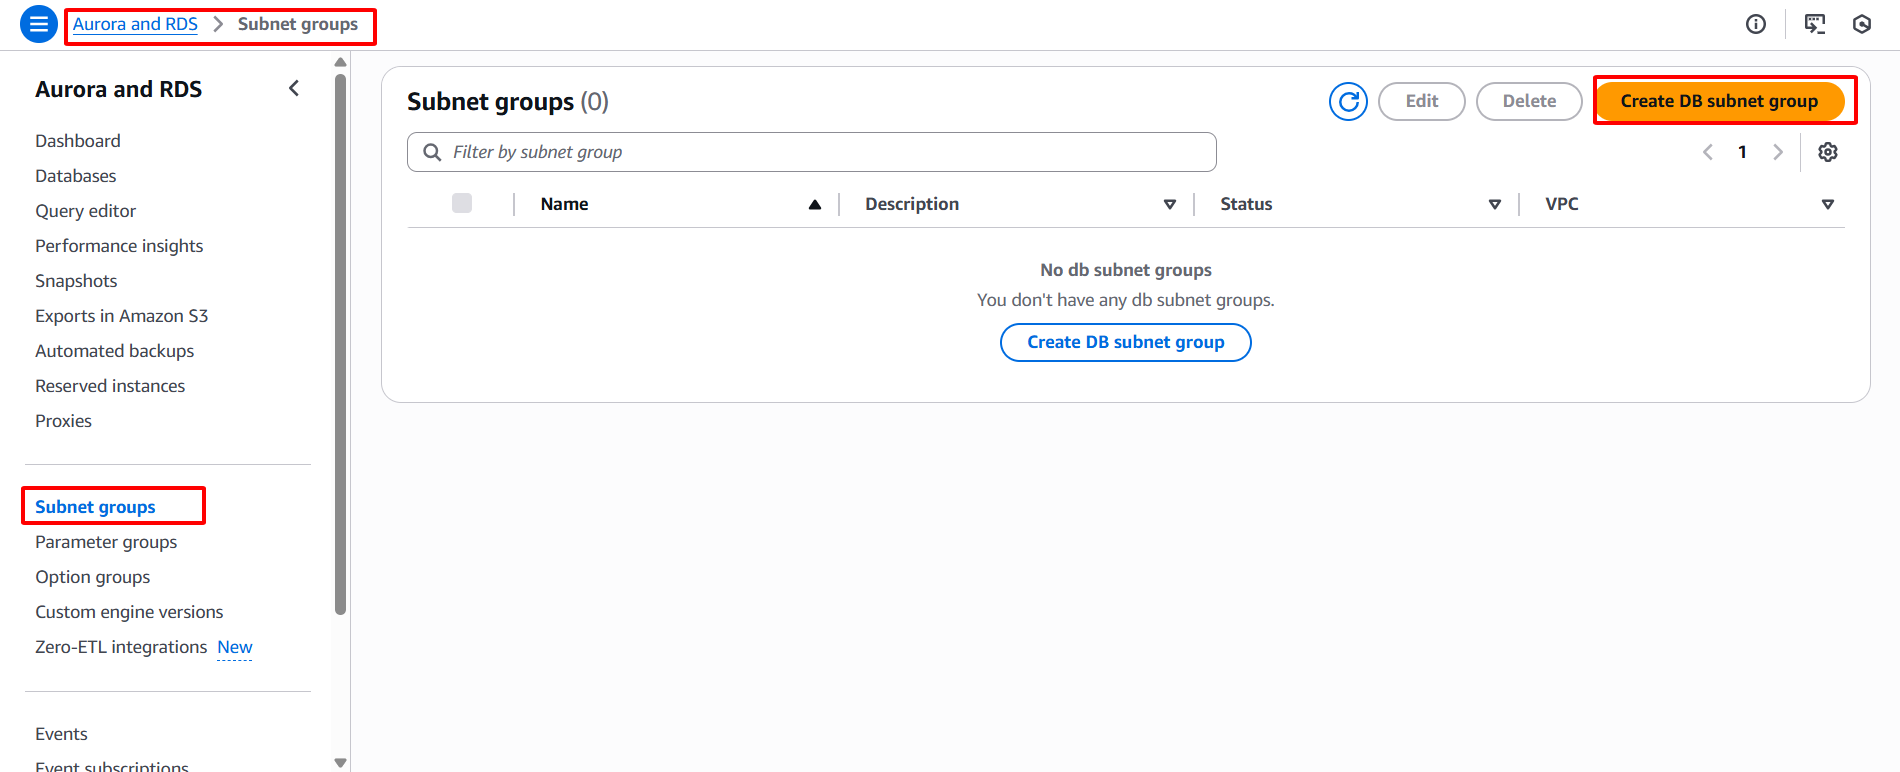 Aurora and RDS > Subnet groups
Aurora and RDS
Dashboard
Databases
Query editor
Performance insights
Snapshots
Exports in Amazon S3
Automated backups
Reserved instances
Proxies
Subnet groups
Parameter groups
Option groups
Custom engine versions
Zero-ETL integrations New
Events
Event subscriptions
Subnet groups (0)
Edit
Delete
Create DB subnet group
Filter by subnet group
1
Name Description Status VPC
No db subnet groups
You don't have any db subnet groups.
Create DB subnet group